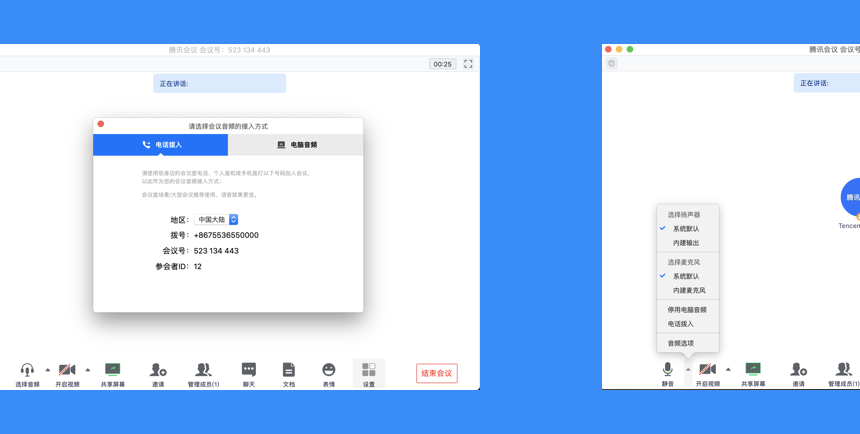 腾讯会议 会议号：523 134 443
00:25
正在讲话:
请选择会议音频的接入方式
电话拨入
电脑音频
请使用您身边的会议室电话、个人座机或手机拨打以下号码加入会议,
以此作为您的会议音频接入方式；
会议室场景/大型会议推荐使用，语音效果更佳。
地区： 中国大陆
拨号： +8675536550000
会议号： 523 134 443
参会者ID： 12
选择音频
开启视频
共享屏幕
邀请
管理成员(1)
聊天
文档
表情
设置
结束会议
腾讯会议 会议号
正在讲话:
腾讯
Tencen
选择扬声器
系统默认
内建输出
选择麦克风
系统默认
内建麦克风
停用电脑音频
电话拨入
音频选项
静音
开启视频
共享屏幕
邀请
管理成员(1)